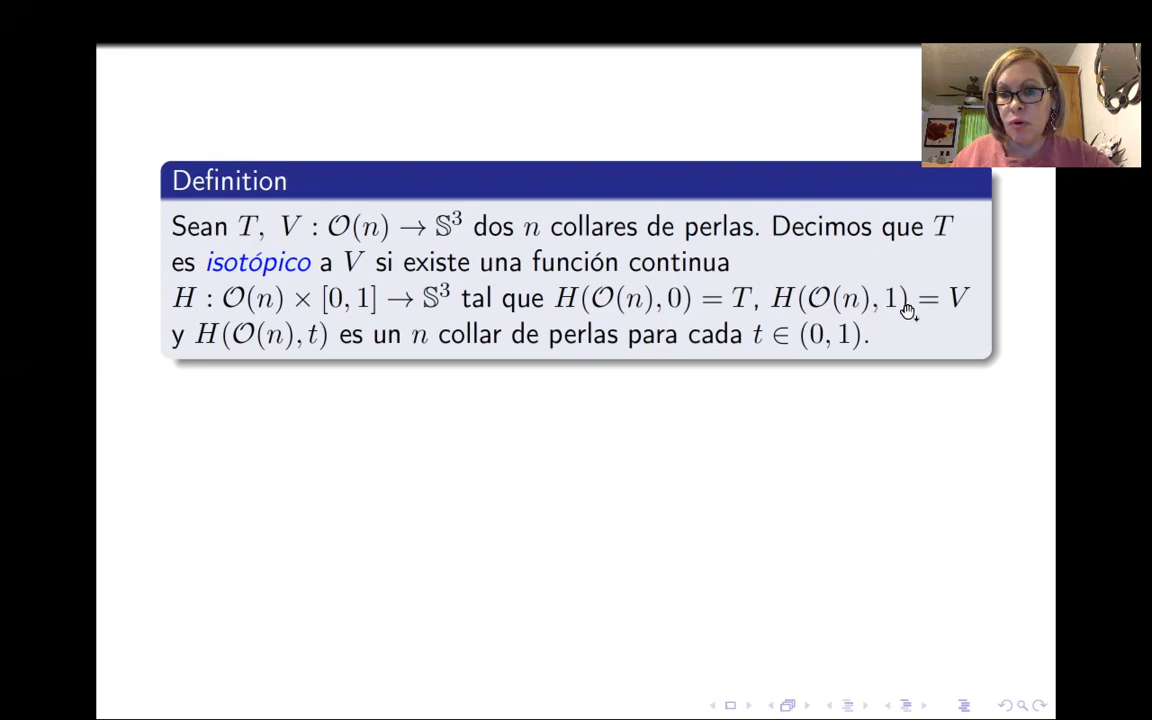 Definition
Sean T, V : 𝒪(n) → 𝕊³ dos n collares de perlas. Decimos que T
es isotópico a V si existe una función continua
H : 𝒪(n) × [0, 1] → 𝕊³ tal que H(𝒪(n), 0) = T, H(𝒪(n), 1) = V
y H(𝒪(n), t) es un n collar de perlas para cada t ∈ (0, 1).